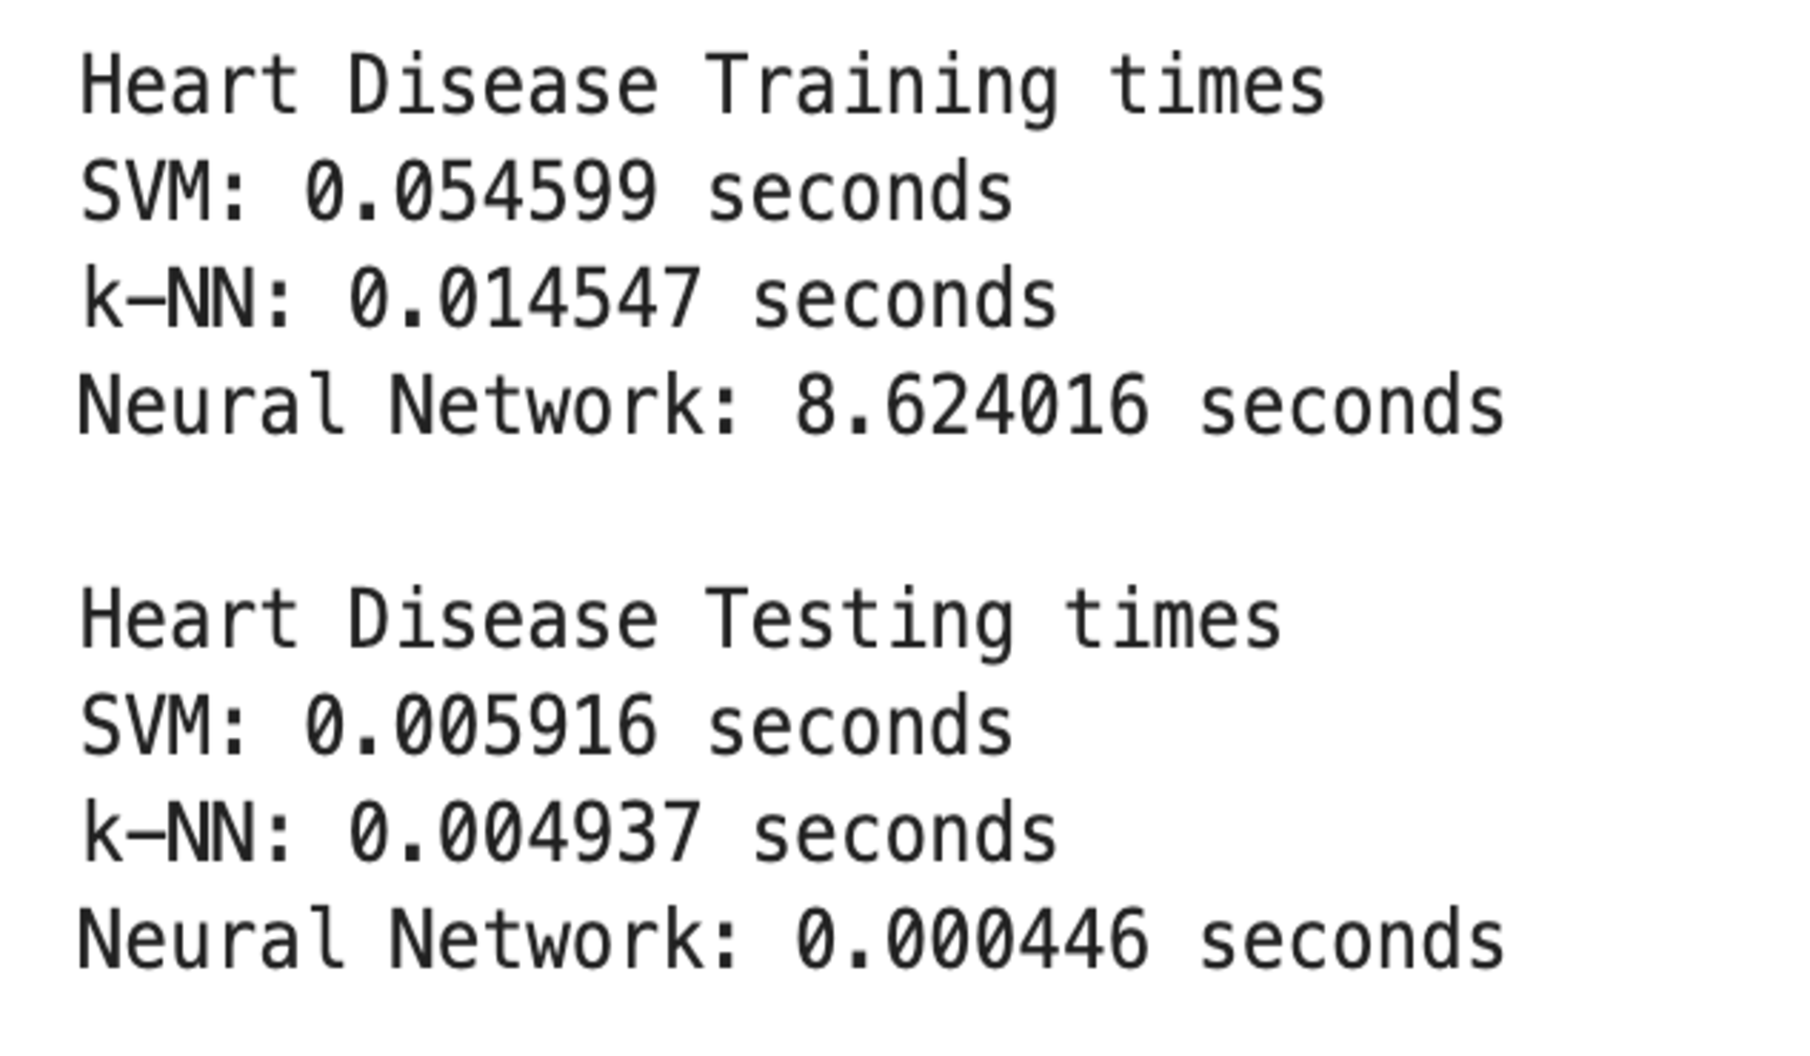 Heart Disease Training times
SVM: 0.054599 seconds
k-NN: 0.014547 seconds
Neural Network: 8.624016 seconds
Heart Disease Testing times
SVM: 0.005916 seconds
k-NN: 0.004937 seconds
Neural Network: 0.000446 seconds